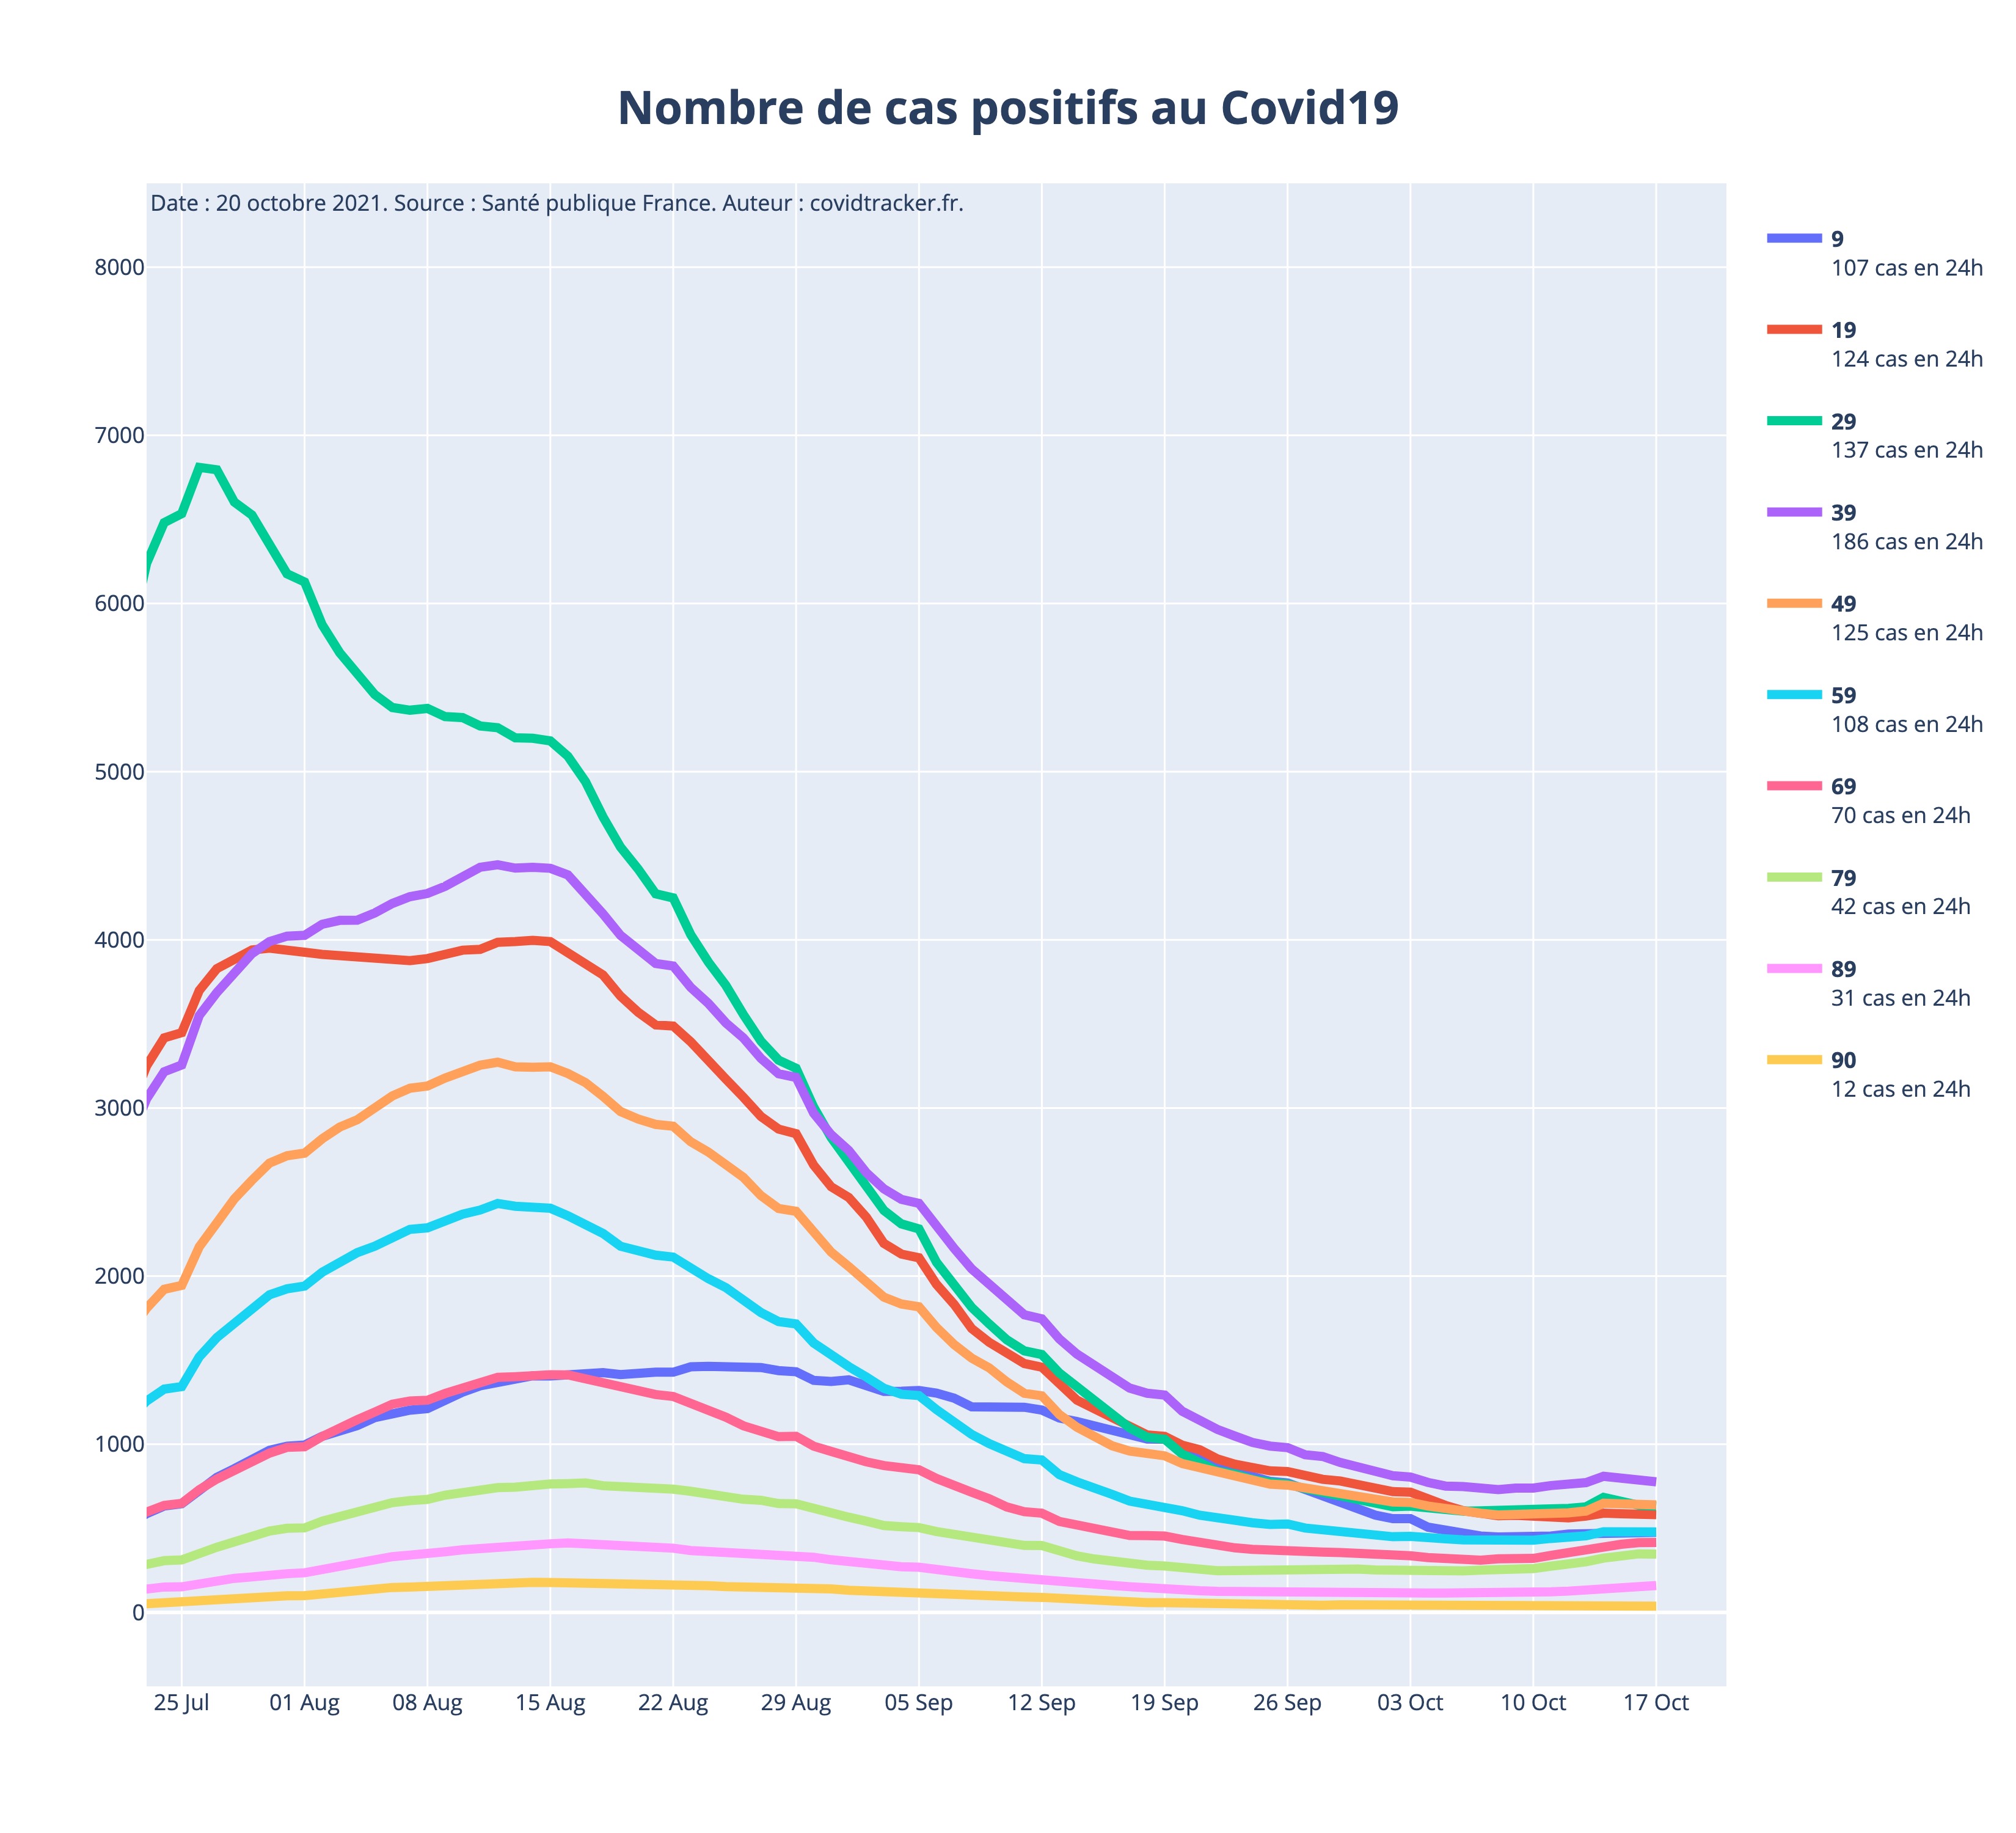 Nombre de cas positifs au Covid19
Date : 20 octobre 2021. Source : Santé publique France. Auteur : covidtracker.fr.
8000
7000
6000
5000
4000
3000
2000
1000
0
25 Jul
01 Aug
08 Aug
15 Aug
22 Aug
29 Aug
05 Sep
12 Sep
19 Sep
26 Sep
03 Oct
10 Oct
17 Oct
9
107 cas en 24h
19
124 cas en 24h
29
137 cas en 24h
39
186 cas en 24h
49
125 cas en 24h
59
108 cas en 24h
69
70 cas en 24h
79
42 cas en 24h
89
31 cas en 24h
90
12 cas en 24h